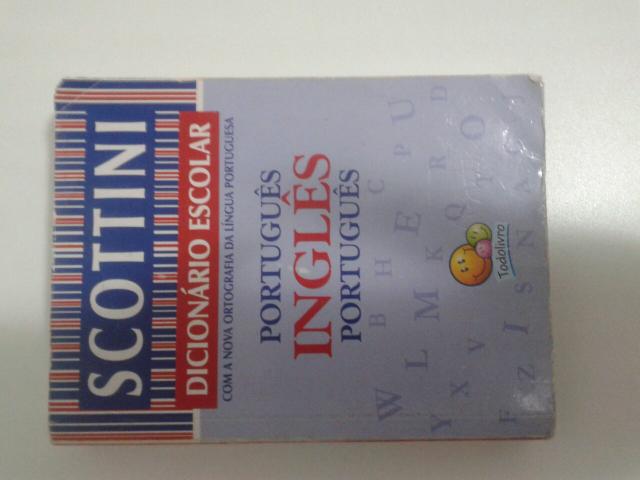 SCOTTINI
DICIONÁRIO ESCOLAR
COM A NOVA ORTOGRAFIA DA LÍNGUA PORTUGUESA
PORTUGUÊS
INGLÊS
PORTUGUÊS
W B H C U
L E P
Y M K Q R D
X V T O
F Z I S N A G J
Todolivro